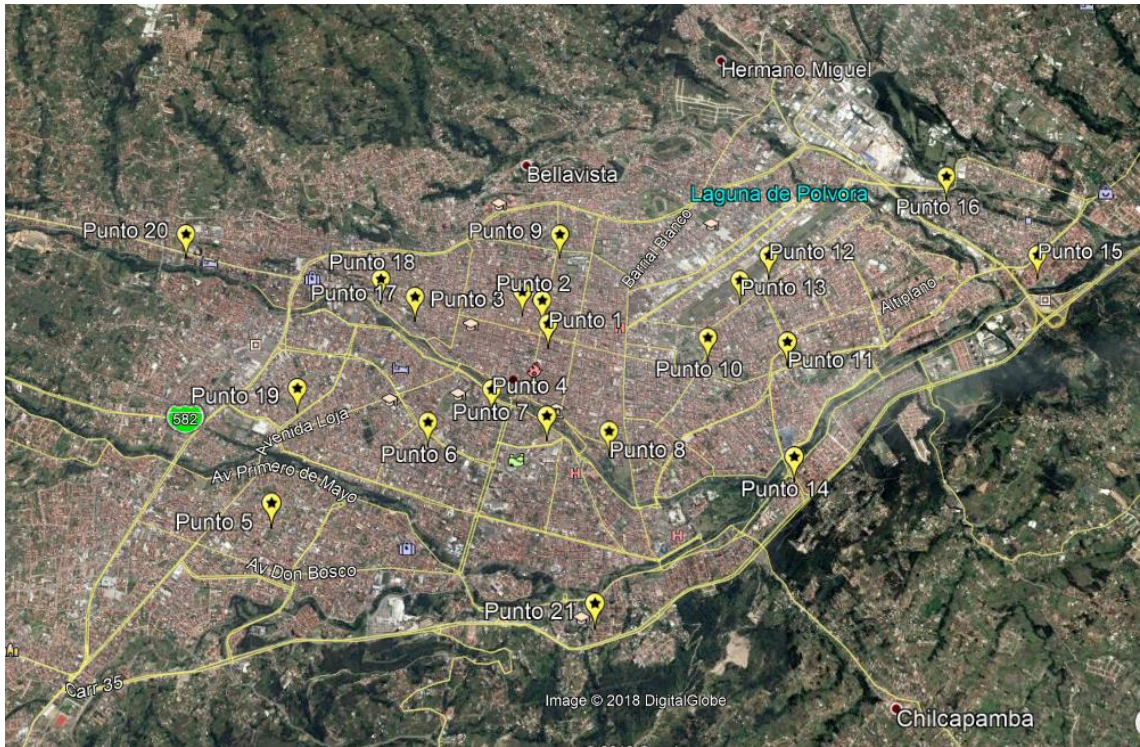 Hermano Miguel
Bellavista
Laguna de Polvora
Punto 16
Punto 20
Punto 9
Barrial Blanco
Punto 12
Punto 15
Punto 18
Punto 17
Punto 3
Punto 2
Punto 13
Altiplano
Punto 1
Punto 10
Punto 11
Punto 19
Punto 4
Punto 7
582
Avenida Loja
Punto 6
Punto 8
Av Primero de Mayo
Punto 14
Punto 5
Av Don Bosco
Punto 21
Carr 35
Image © 2018 DigitalGlobe
Chilcapamba